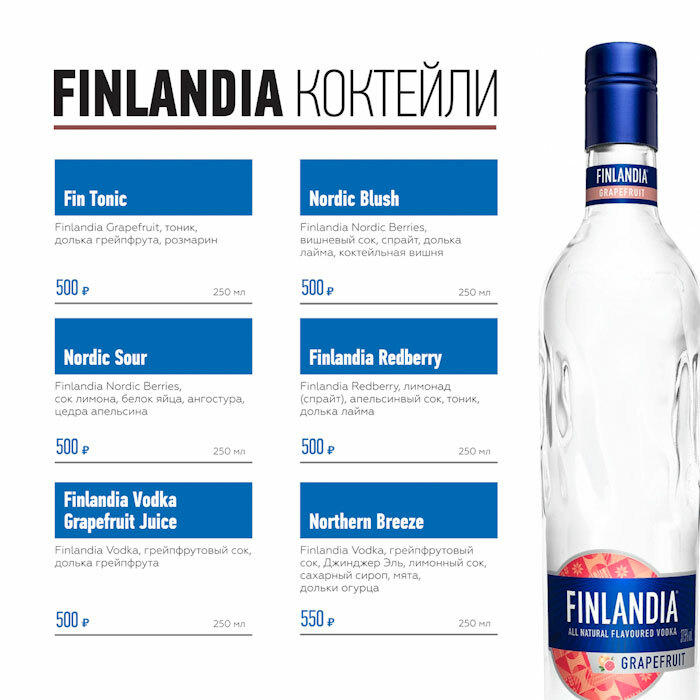 FINLANDIA КОКТЕЙЛИ
Fin Tonic
Finlandia Grapefruit, тоник,
долька грейпфрута, розмарин
500 ₽
250 мл
Nordic Blush
Finlandia Nordic Berries,
вишневый сок, спрайт, долька
лайма, коктейльная вишня
500 ₽
250 мл
Nordic Sour
Finlandia Nordic Berries,
сок лимона, белок яйца, ангостура,
цедра апельсина
500 ₽
250 мл
Finlandia Redberry
Finlandia Redberry, лимонад
(спрайт), апельсинвый сок, тоник,
долька лайма
500 ₽
250 мл
Finlandia Vodka
Grapefruit Juice
Finlandia Vodka, грейпфрутовый сок,
долька грейпфрута
500 ₽
250 мл
Northern Breeze
Finlandia Vodka, грейпфрутовый
сок, Джинджер Эль, лимонный сок,
сахарный сироп, мята,
дольки огурца
550 ₽
250 мл
FINLANDIA
GRAPEFRUIT
FINLANDIA
ALL NATURAL FLAVOURED VODKA
GRAPEFRUIT